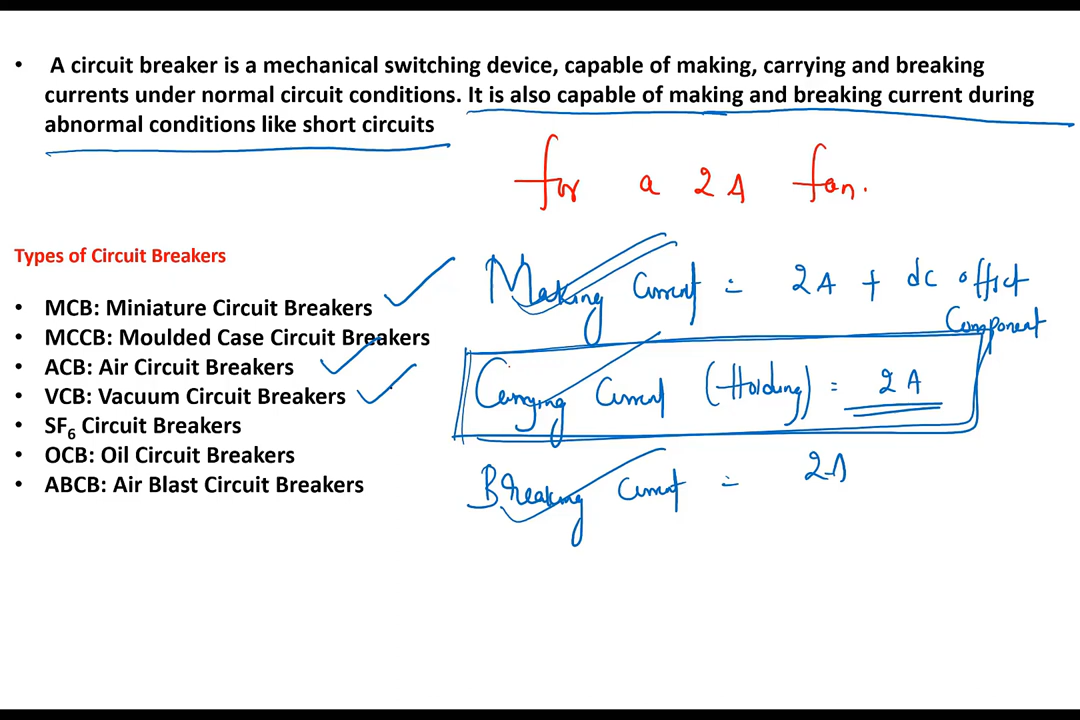 • A circuit breaker is a mechanical switching device, capable of making, carrying and breaking
currents under normal circuit conditions. It is also capable of making and breaking current during
abnormal conditions like short circuits
for a 2A fan.
Types of Circuit Breakers
• MCB: Miniature Circuit Breakers
• MCCB: Moulded Case Circuit Breakers
• ACB: Air Circuit Breakers
• VCB: Vacuum Circuit Breakers
• SF₆ Circuit Breakers
• OCB: Oil Circuit Breakers
• ABCB: Air Blast Circuit Breakers
Making Current = 2A + dc offset
Component
Carrying Current (Holding) = 2A
Breaking Current = 2A